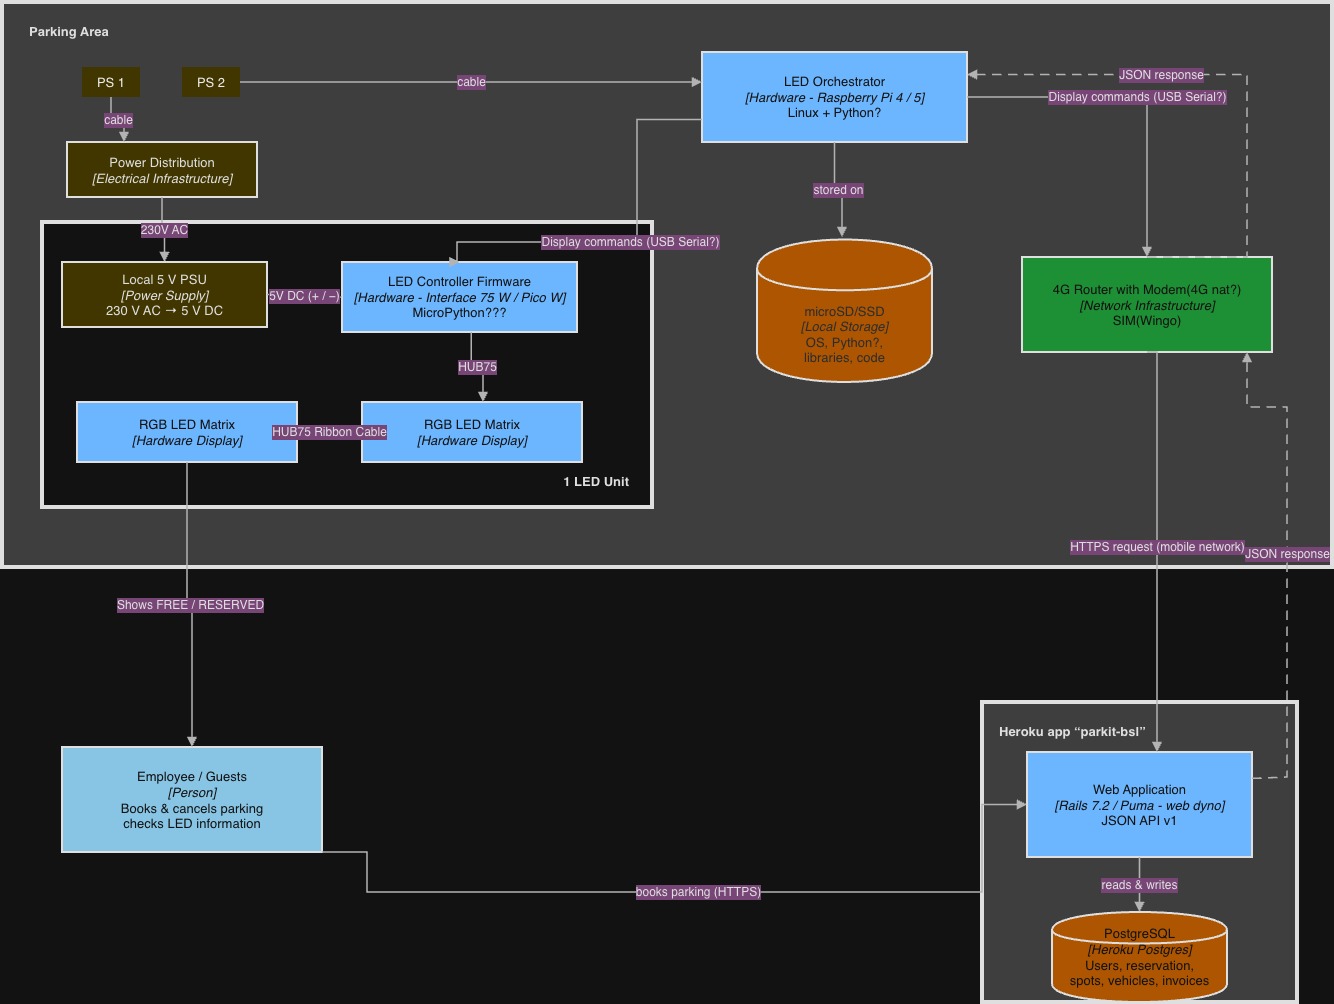 Parking Area
PS 1
PS 2
cable
cable
LED Orchestrator
[Hardware - Raspberry Pi 4 / 5]
Linux + Python?
JSON response
Display commands (USB Serial?)
Power Distribution
[Electrical Infrastructure]
stored on
230V AC
Display commands (USB Serial?)
Local 5 V PSU
[Power Supply]
230 V AC → 5 V DC
5V DC (+ / −)
LED Controller Firmware
[Hardware - Interface 75 W / Pico W]
MicroPython???
microSD/SSD
[Local Storage]
OS, Python?,
libraries, code
4G Router with Modem(4G nat?)
[Network Infrastructure]
SIM(Wingo)
HUB75
RGB LED Matrix
[Hardware Display]
HUB75 Ribbon Cable
RGB LED Matrix
[Hardware Display]
1 LED Unit
HTTPS request (mobile network)
JSON response
Shows FREE / RESERVED
Employee / Guests
[Person]
Books & cancels parking
checks LED information
Heroku app “parkit-bsl”
Web Application
[Rails 7.2 / Puma - web dyno]
JSON API v1
books parking (HTTPS)
reads & writes
PostgreSQL
[Heroku Postgres]
Users, reservation,
spots, vehicles, invoices